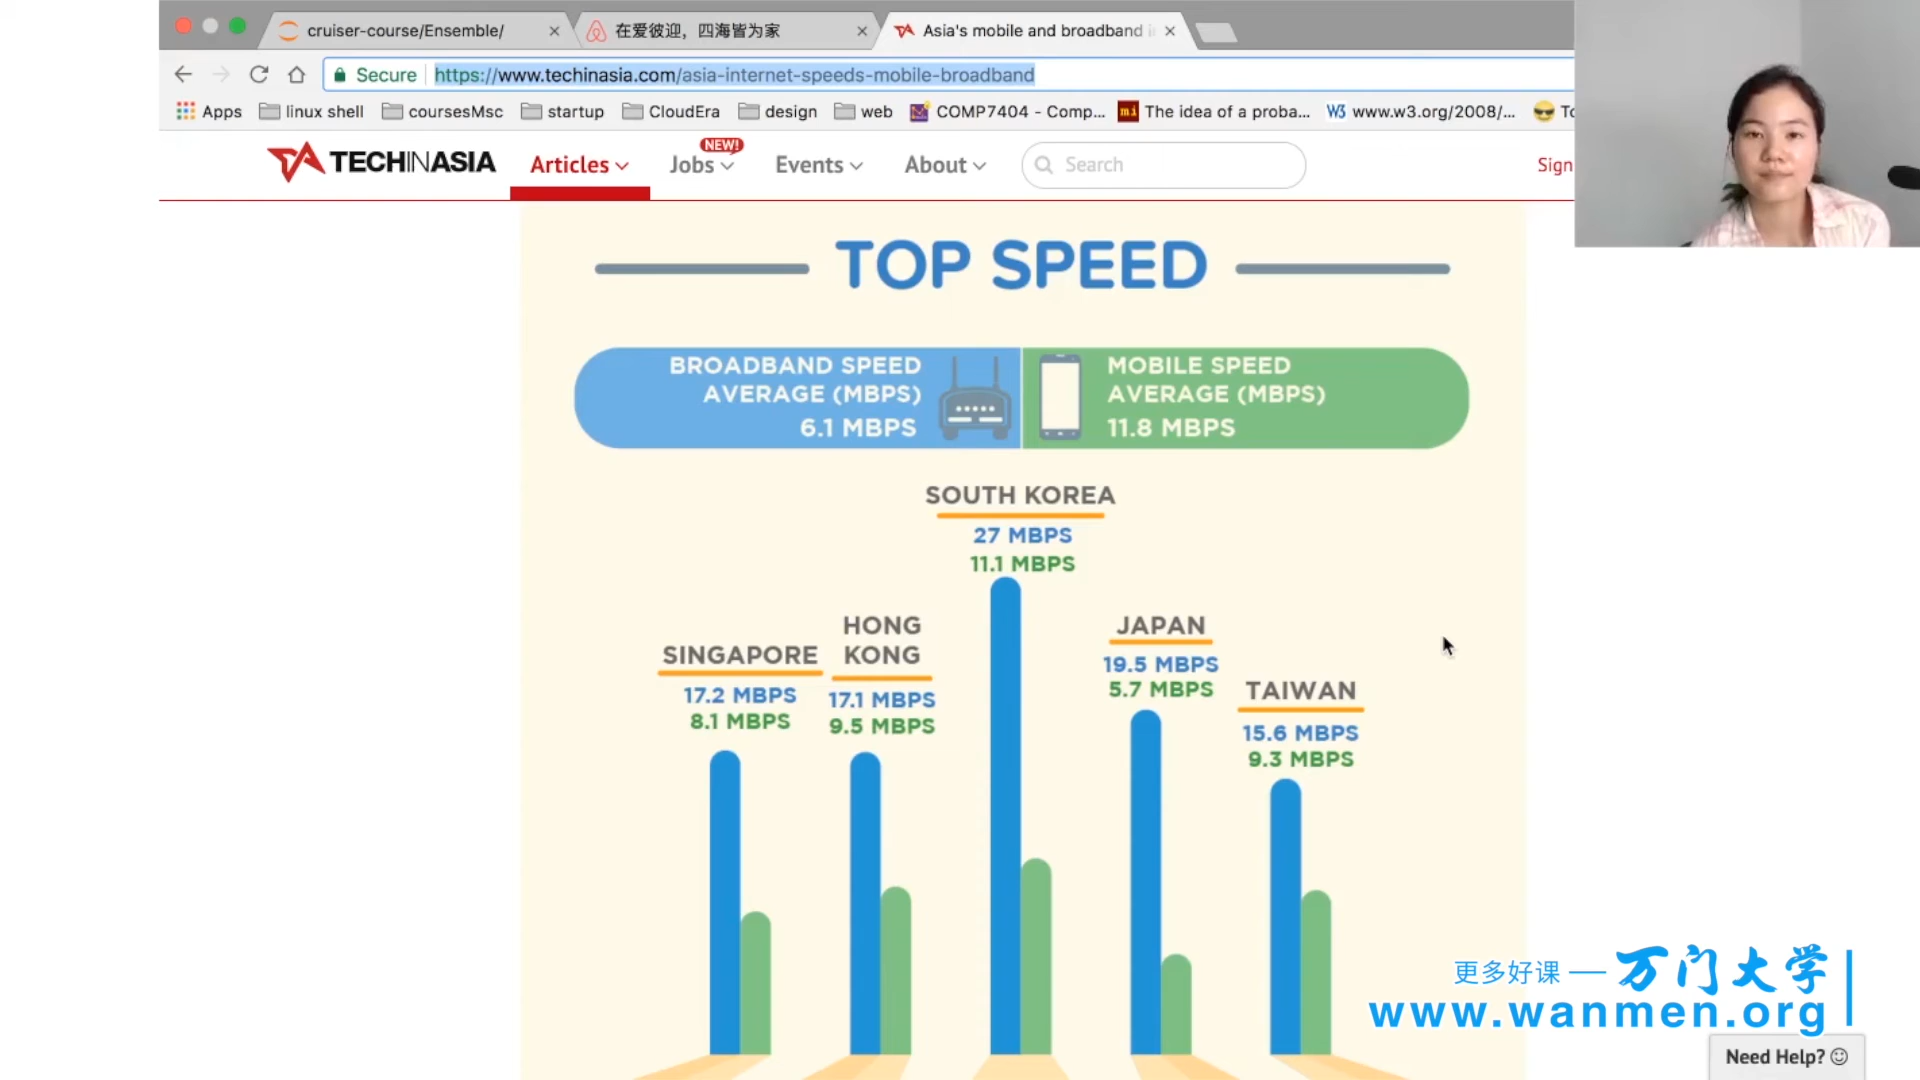 cruiser-course/Ensemble/
在爱彼迎，四海皆为家
Asia's mobile and broadband i
Secure
https://www.techinasia.com/asia-internet-speeds-mobile-broadband
Apps
linux shell
coursesMsc
startup
CloudEra
design
web
COMP7404 - Comp...
The idea of a proba...
W3 www.w3.org/2008/...
TECHINASIA
Articles
Jobs
NEW!
Events
About
Search
Sign
TOP SPEED
BROADBAND SPEED
AVERAGE (MBPS)
6.1 MBPS
MOBILE SPEED
AVERAGE (MBPS)
11.8 MBPS
SOUTH KOREA
27 MBPS
11.1 MBPS
SINGAPORE
17.2 MBPS
8.1 MBPS
HONG
KONG
17.1 MBPS
9.5 MBPS
JAPAN
19.5 MBPS
5.7 MBPS
TAIWAN
15.6 MBPS
9.3 MBPS
更多好课 — 万门大学
www.wanmen.org
Need Help?